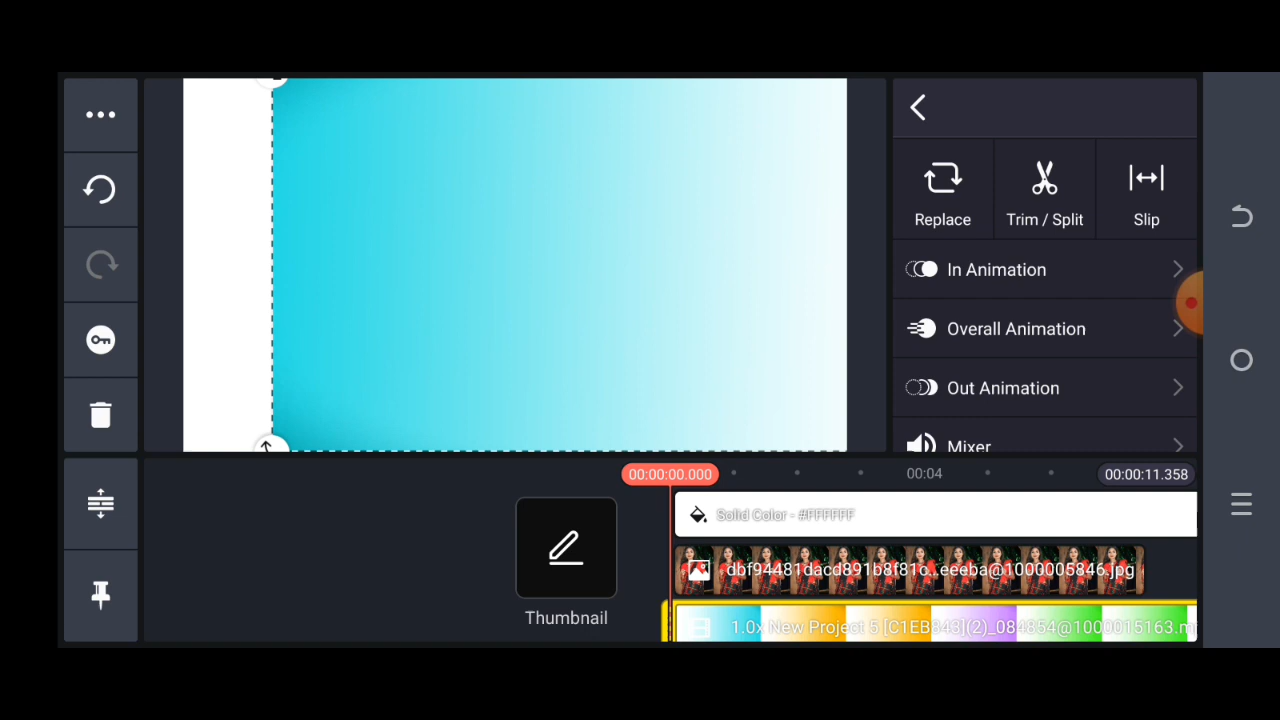 Replace
Trim / Split
Slip
In Animation
Overall Animation
Out Animation
Mixer
00:00:00.000
00:04
00:00:11.358
Solid Color - #FFFFFF
dbf94481dacd891b8f81o...eeeba@1000005846.jpg
1.0x New Project 5 [C1EB843](2)_084854@1000015163.m
Thumbnail